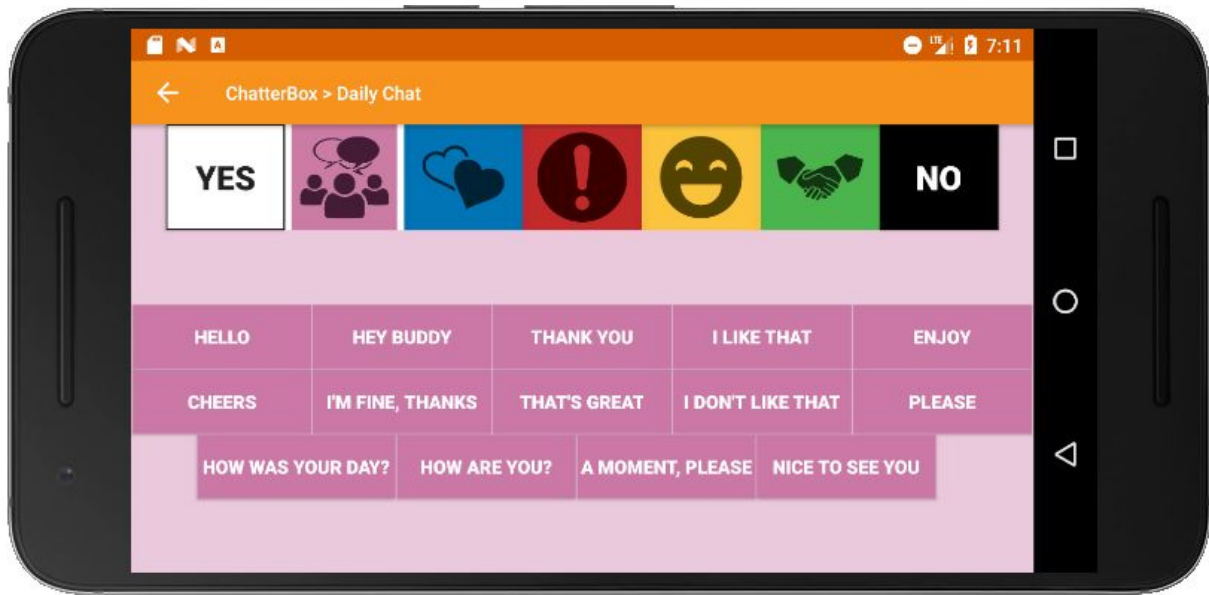 LTE 7:11
ChatterBox > Daily Chat
YES NO
HELLO HEY BUDDY THANK YOU I LIKE THAT ENJOY
CHEERS I'M FINE, THANKS THAT'S GREAT I DON'T LIKE THAT PLEASE
HOW WAS YOUR DAY? HOW ARE YOU? A MOMENT, PLEASE NICE TO SEE YOU